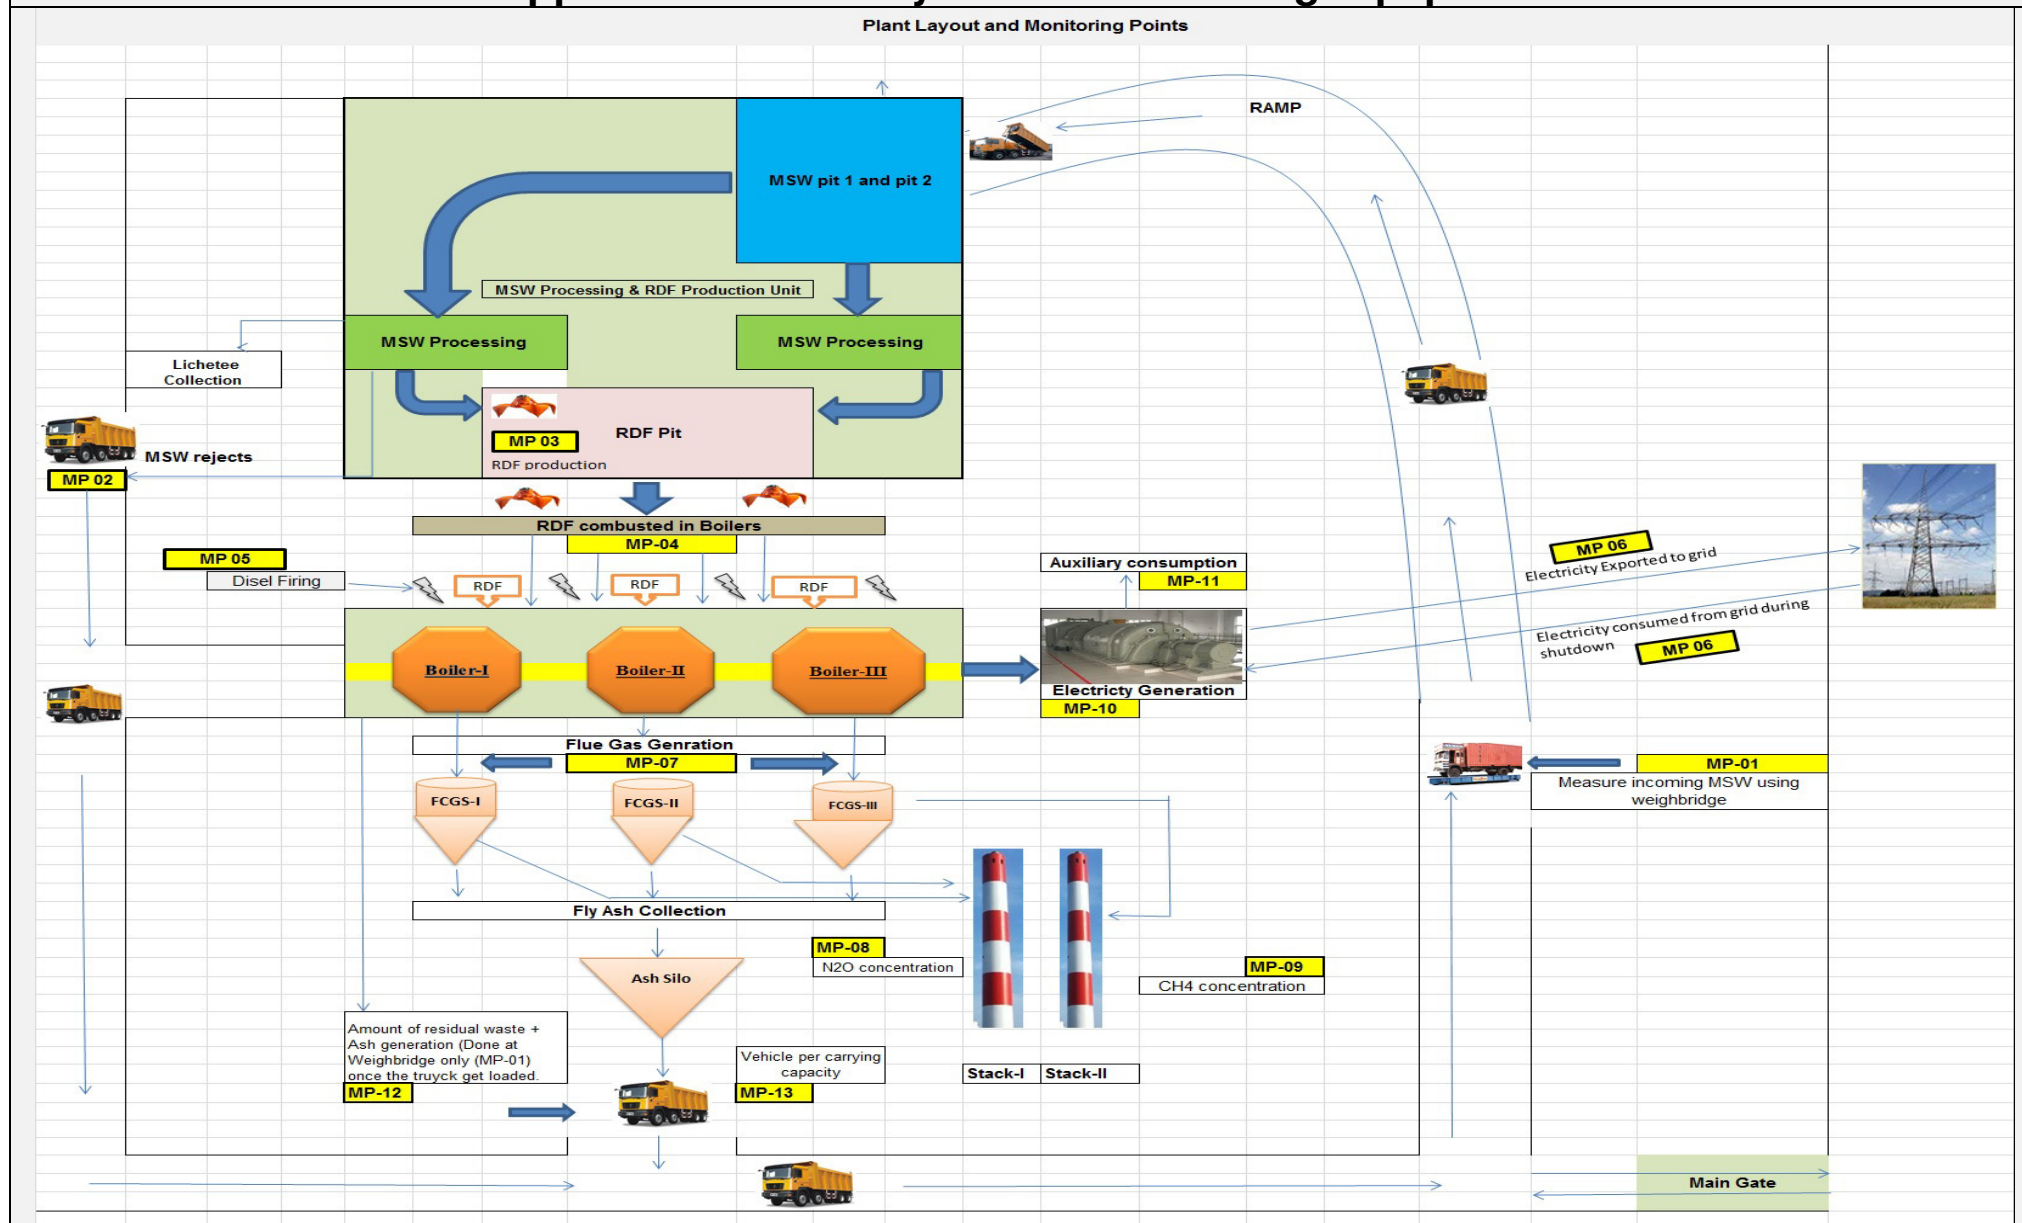 Plant Layout and Monitoring Points
RAMP
MSW pit 1 and pit 2
MSW Processing & RDF Production Unit
MSW Processing
MSW Processing
Lichetee
Collection
MSW rejects
MP 02
MP 03
RDF production
RDF Pit
RDF combusted in Boilers
MP-04
MP 05
Disel Firing
RDF
RDF
RDF
Boiler-I
Boiler-II
Boiler-III
Auxiliary consumption
MP-11
Electricty Generation
MP-10
MP 06
Electricity Exported to grid
Electricity consumed from grid during
shutdown
MP 06
Flue Gas Genration
MP-07
MP-01
Measure incoming MSW using
weighbridge
FCGS-I
FCGS-II
FCGS-III
Fly Ash Collection
MP-08
N2O concentration
MP-09
CH4 concentration
Ash Silo
Amount of residual waste +
Ash generation (Done at
Weighbridge only (MP-01)
once the truyck get loaded.
MP-12
Vehicle per carrying
capacity
MP-13
Stack-I
Stack-II
Main Gate